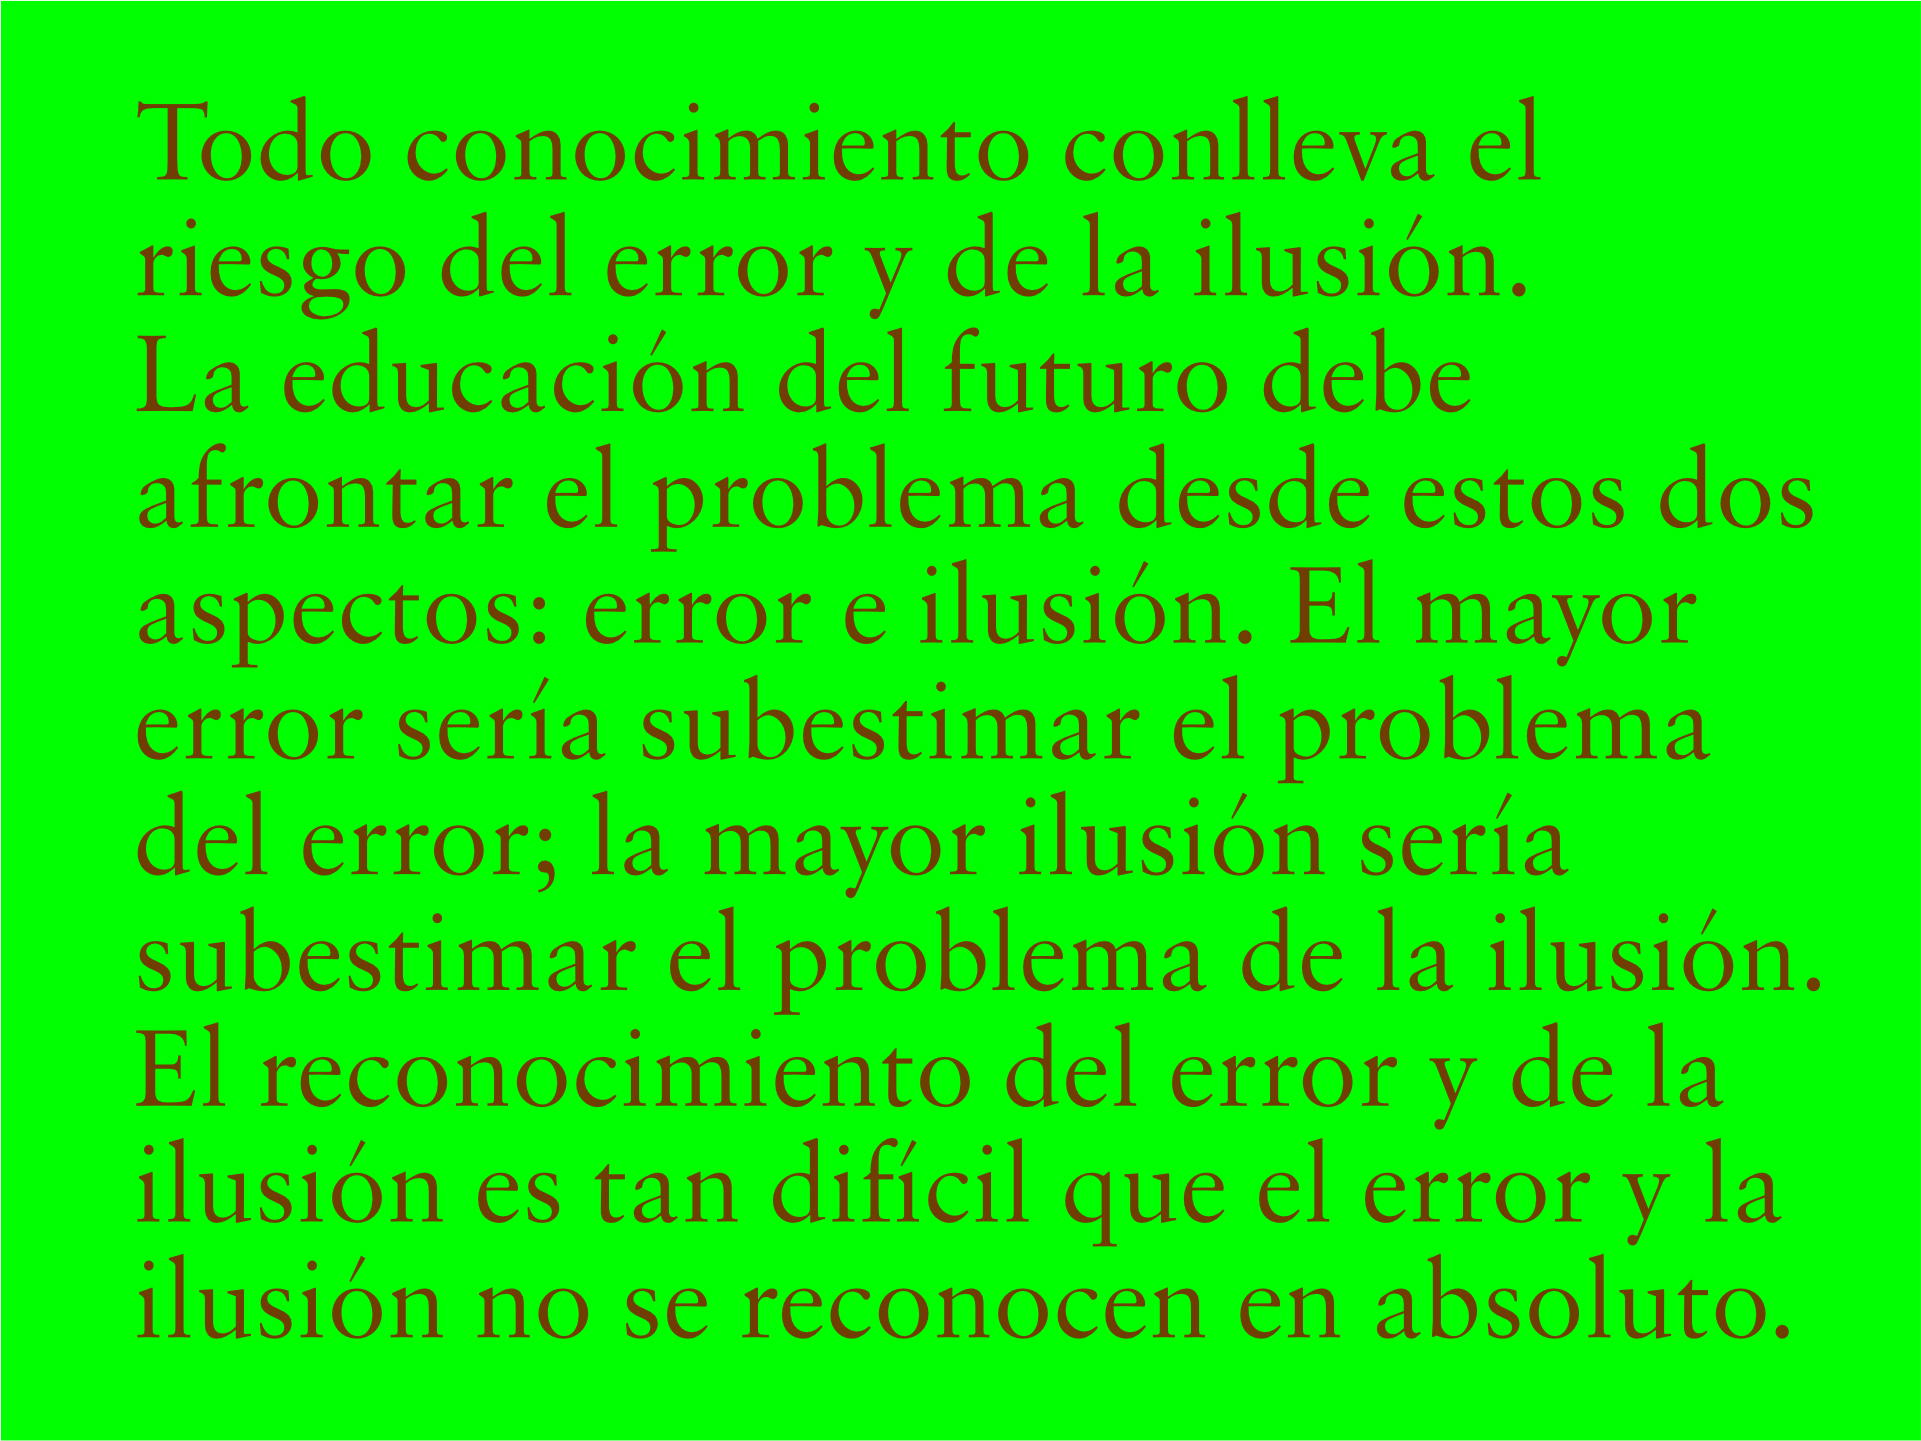 Todo conocimiento conlleva el
riesgo del error y de la ilusión.
La educación del futuro debe
afrontar el problema desde estos dos
aspectos: error e ilusión. El mayor
error sería subestimar el problema
del error; la mayor ilusión sería
subestimar el problema de la ilusión.
El reconocimiento del error y de la
ilusión es tan difícil que el error y la
ilusión no se reconocen en absoluto.